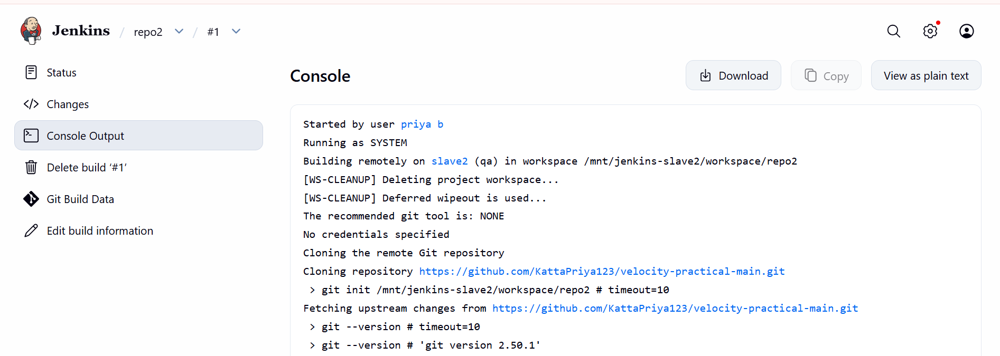 Jenkins / repo2 / #1
Status
Changes
Console Output
Delete build ‘#1’
Git Build Data
Edit build information
Console
Download
Copy
View as plain text
Started by user priya b
Running as SYSTEM
Building remotely on slave2 (qa) in workspace /mnt/jenkins-slave2/workspace/repo2
[WS-CLEANUP] Deleting project workspace...
[WS-CLEANUP] Deferred wipeout is used...
The recommended git tool is: NONE
No credentials specified
Cloning the remote Git repository
Cloning repository https://github.com/KattaPriya123/velocity-practical-main.git
> git init /mnt/jenkins-slave2/workspace/repo2 # timeout=10
Fetching upstream changes from https://github.com/KattaPriya123/velocity-practical-main.git
> git --version # timeout=10
> git --version # 'git version 2.50.1'